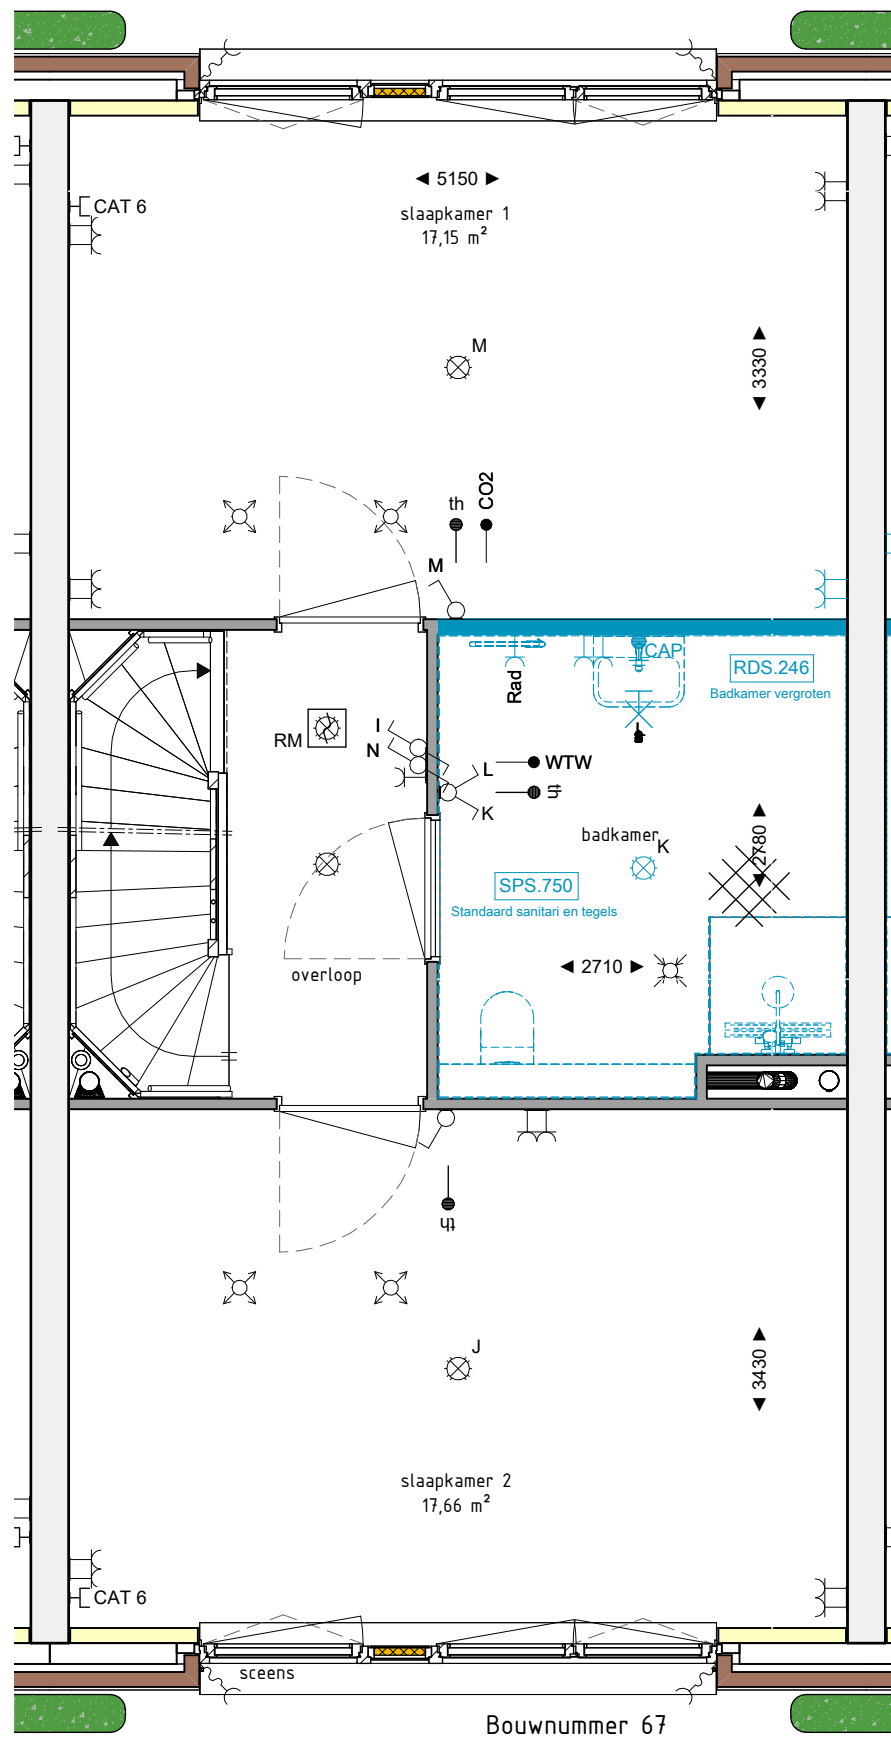 5150
slaapkamer 1
17,15 m²
CAT 6
M
3330
th
CO2
M
CAP
RDS.246
Badkamer vergroten
Rad
RM
I
N
L
K
WTW
th
badkamer
K
2780
SPS.750
Standaard sanitari en tegels
2710
overloop
th
J
3430
slaapkamer 2
17,66 m²
CAT 6
sceens
Bouwnummer 67